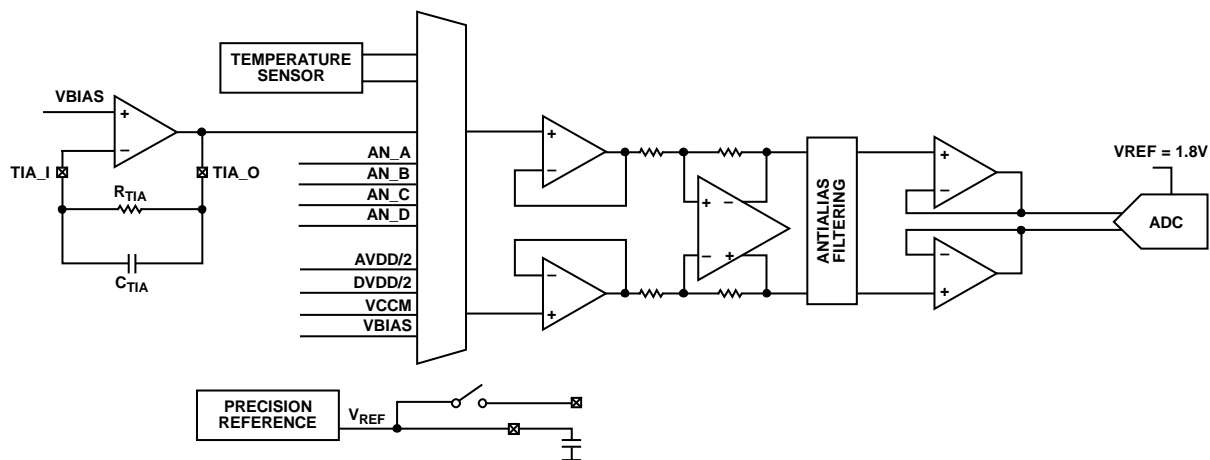 TEMPERATURE
SENSOR
VBIAS
+
−
TIA_I
TIA_O
RTIA
CTIA
AN_A
AN_B
AN_C
AN_D
AVDD/2
DVDD/2
VCCM
VBIAS
+
−
−
+
+ −
− +
ANTIALIAS
FILTERING
+
−
−
+
VREF = 1.8V
ADC
PRECISION
REFERENCE
VREF